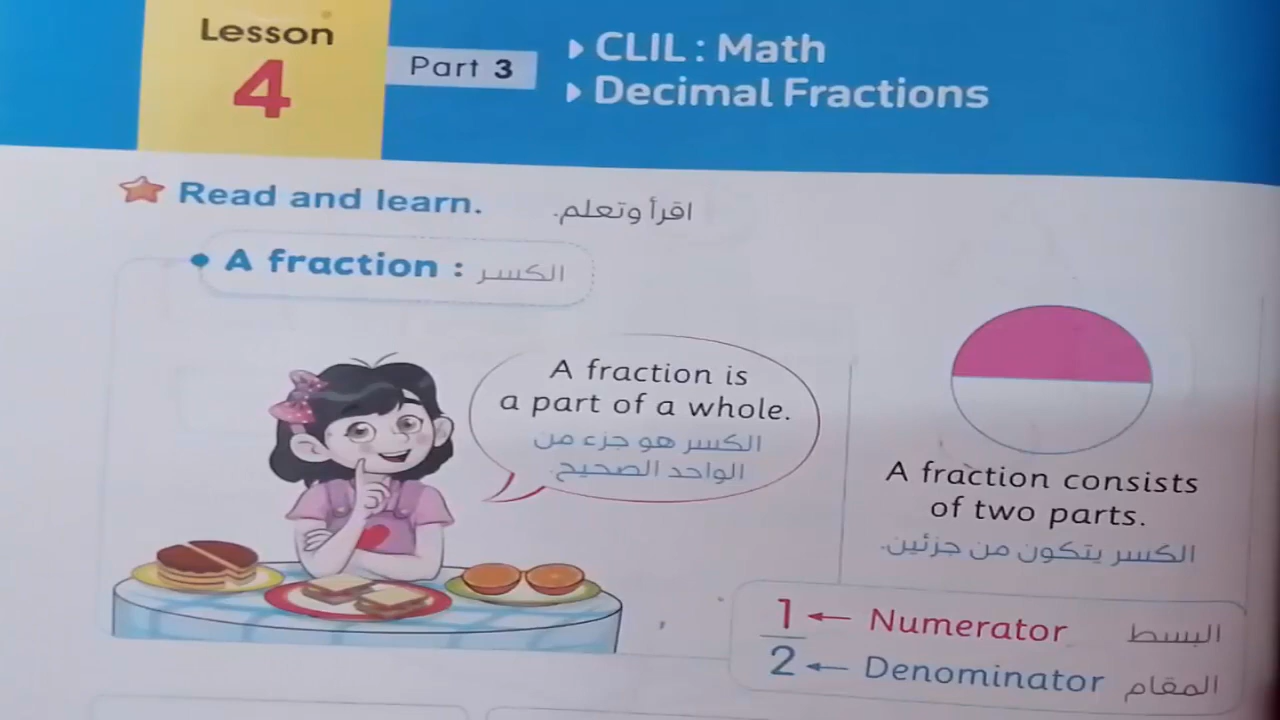 Lesson
4
Part 3
CLIL : Math
Decimal Fractions
Read and learn. اقرأ وتعلم.
A fraction : الكسر
A fraction is
a part of a whole.
الكسر هو جزء من
الواحد الصحيح
A fraction consists
of two parts.
الكسر يتكون من جزئين.
1 ← Numerator البسط
2 ← Denominator المقام